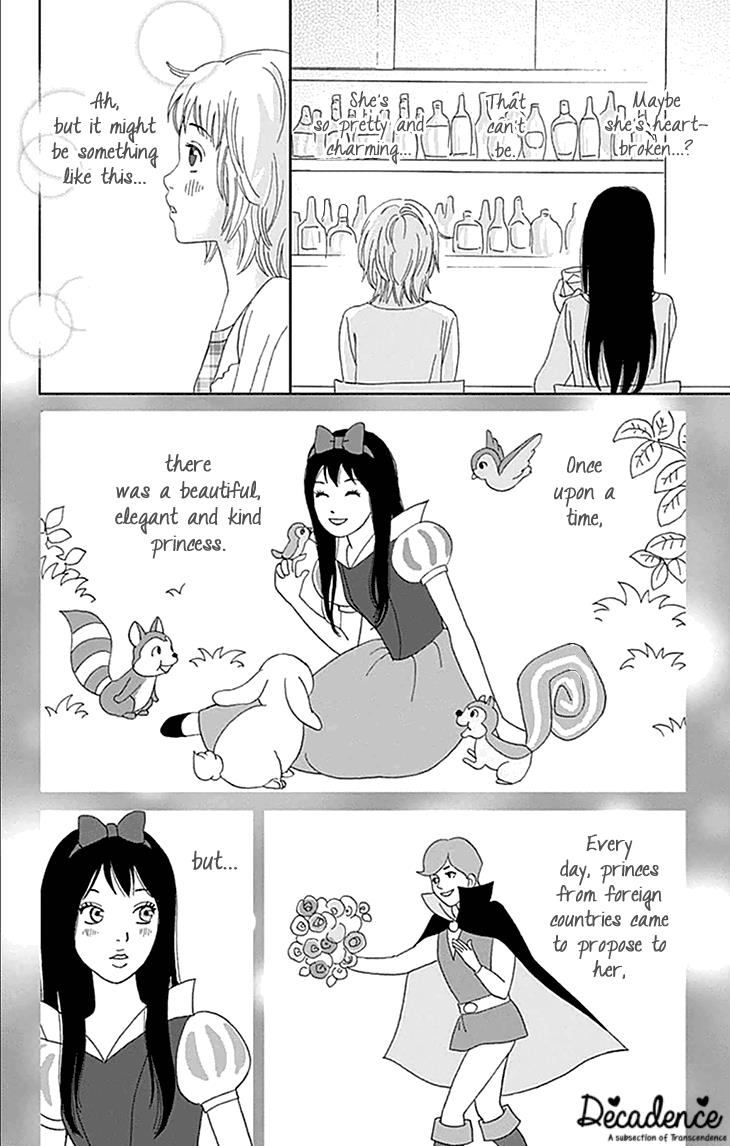 Maybe
she's heart-
broken...?
That
can't
be.
She's
so pretty and
charming...
Ah,
but it might
be something
like this...
Once
upon a
time,
there
was a beautiful,
elegant and kind
princess.
Every
day, princes
from foreign
countries came
to propose to
her,
but...
Decadence
A subsection of Transcendence